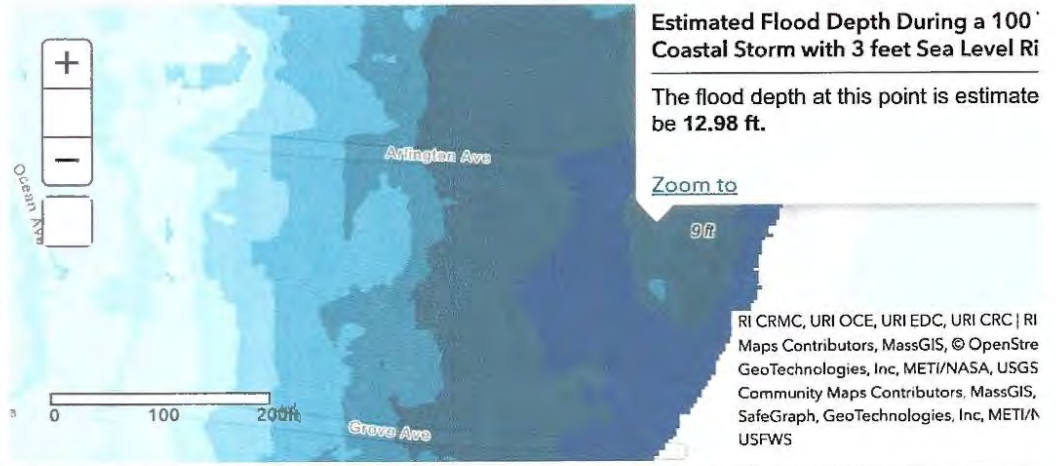 Estimated Flood Depth During a 100
Coastal Storm with 3 feet Sea Level Ri
The flood depth at this point is estimate
be 12.98 ft.
Zoom to
+
−
Arlington Ave
Ocean Ave
9 ft
RI CRMC, URI OCE, URI EDC, URI CRC | RI
Maps Contributors, MassGIS, © OpenStre
GeoTechnologies, Inc, METI/NASA, USGS
Community Maps Contributors, MassGIS,
SafeGraph, GeoTechnologies, Inc, METI/N
USFWS
0 100 200ft
Grove Ave